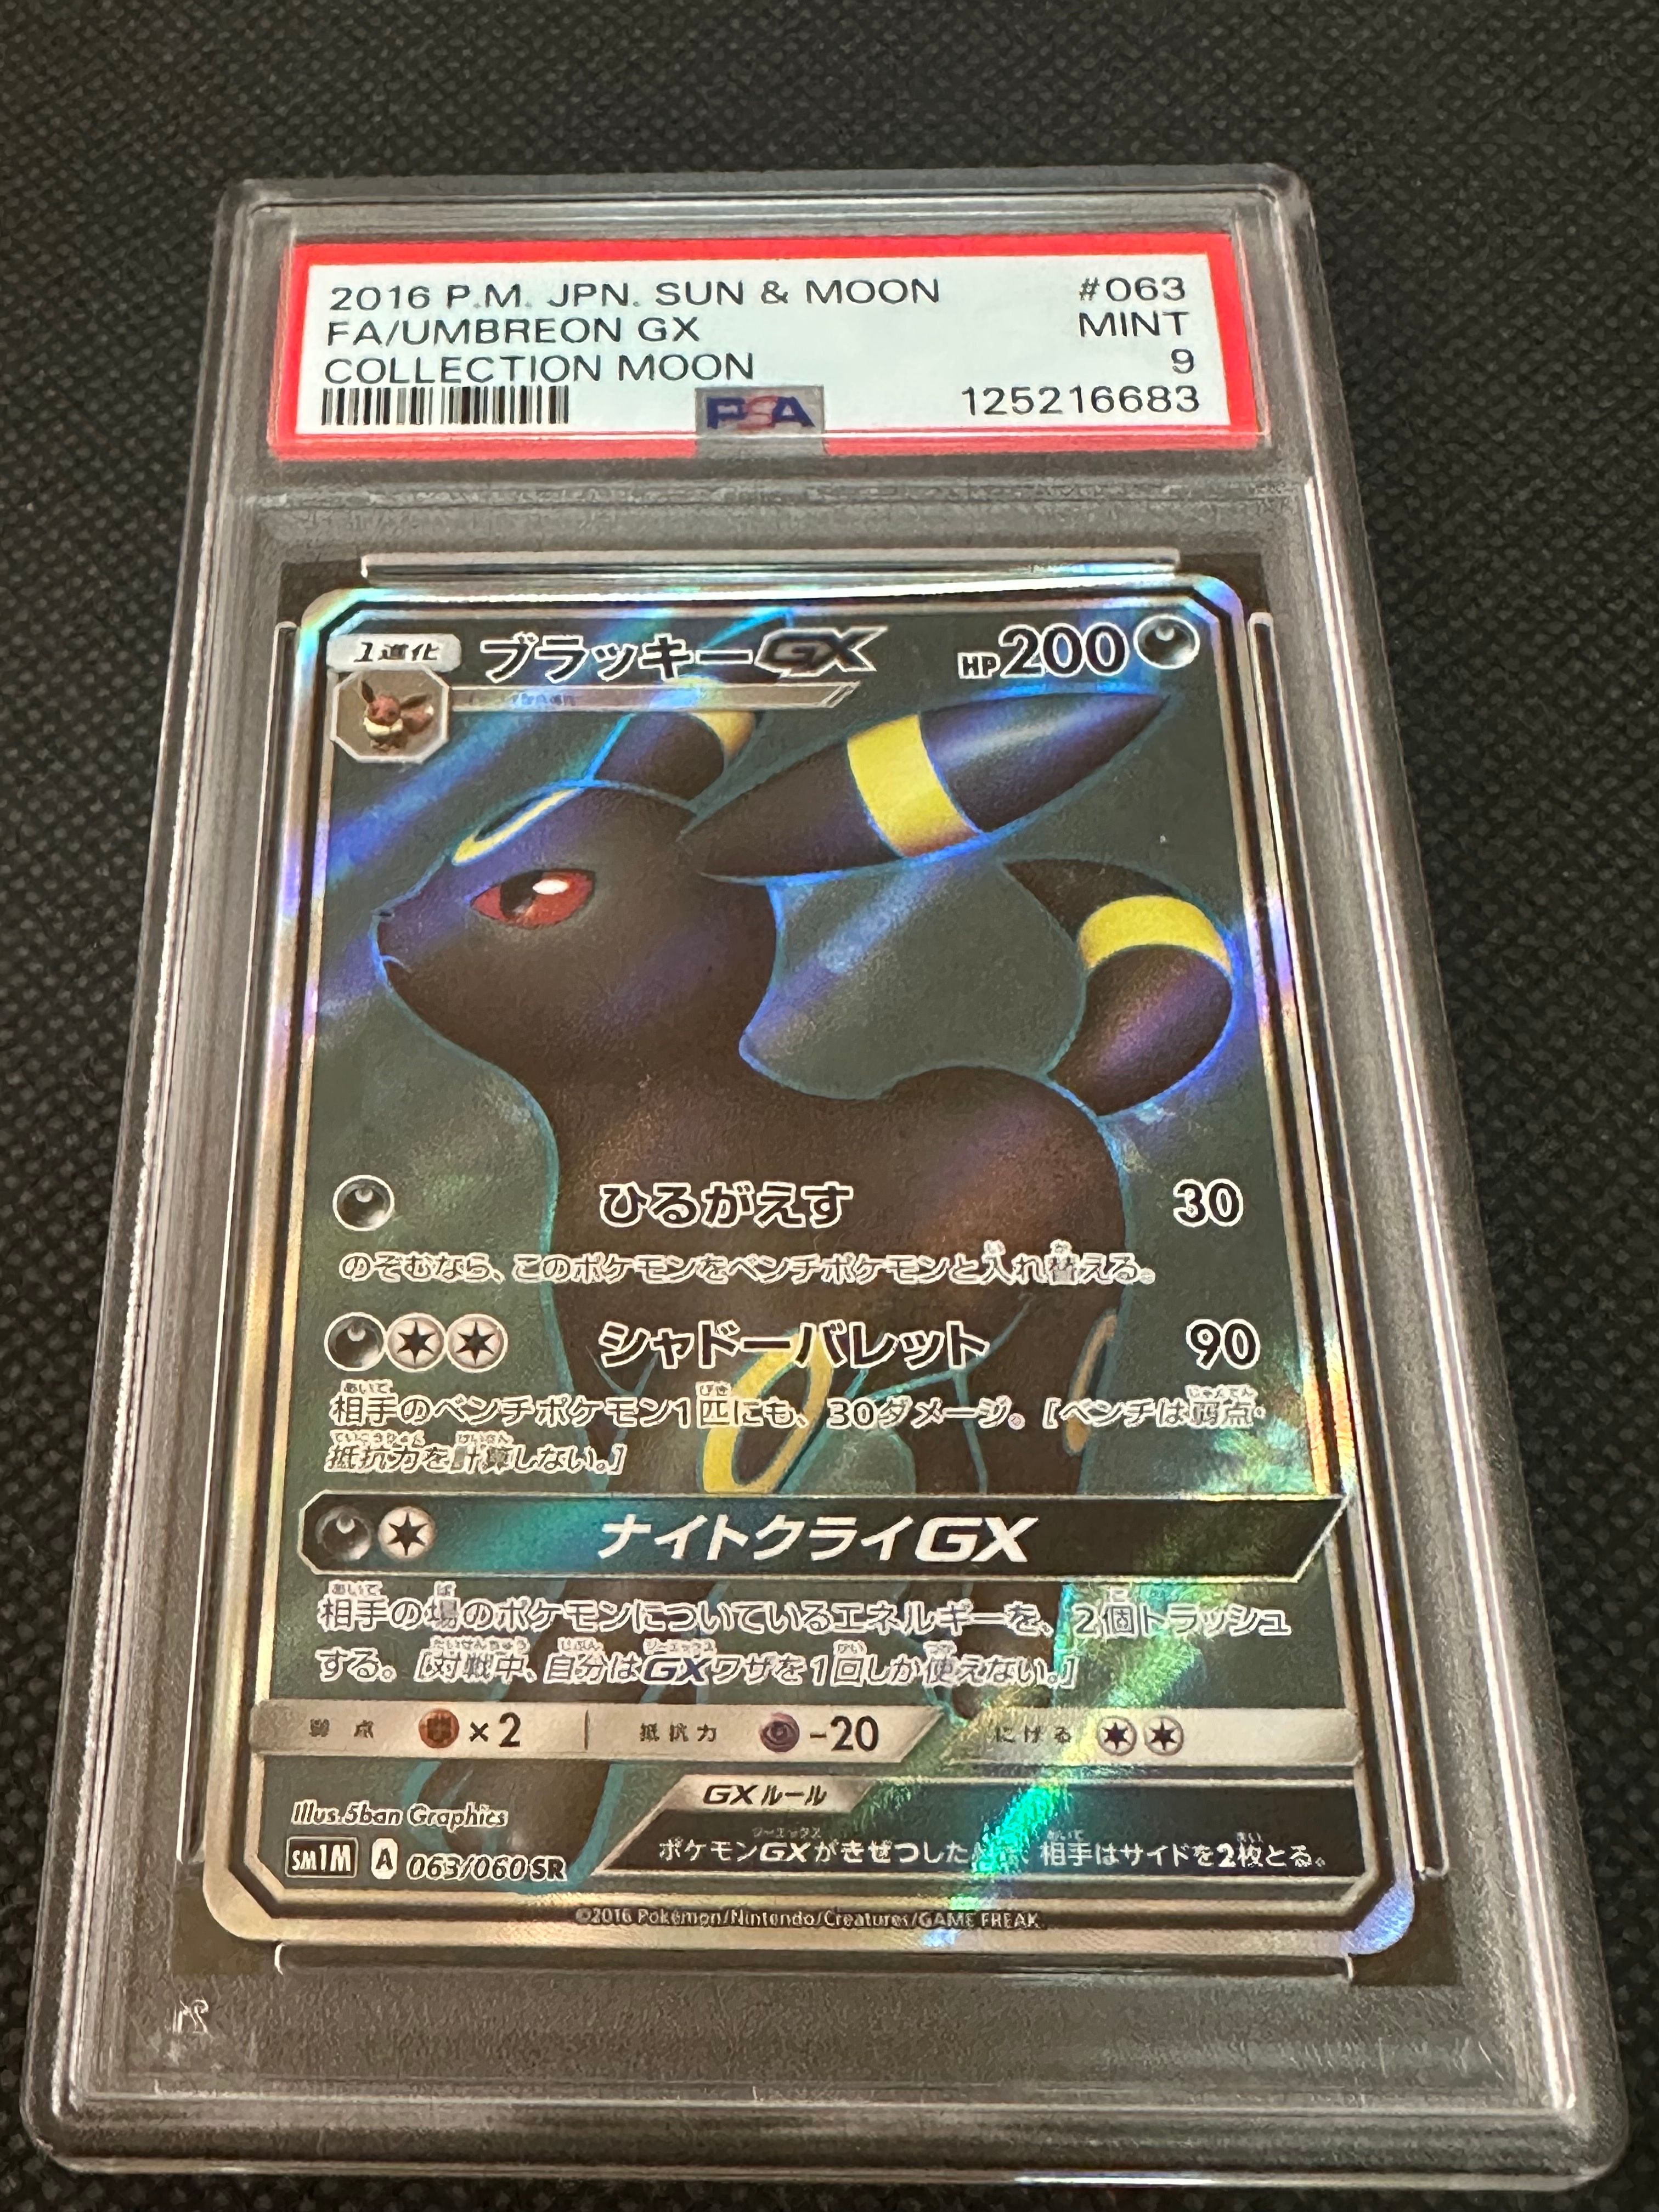 2016 P.M. JPN. SUN & MOON #063
FA/UMBREON GX MINT
COLLECTION MOON 9
PSA 125216683
1進化 ブラッキーGX HP200
ひるがえす 30
のぞむなら、このポケモンをベンチポケモンと入れ替える。
シャドーバレット 90
相手のベンチポケモン1匹にも、30ダメージ。[ベンチは弱点・
抵抗力を計算しない。]
ナイトクライGX
相手の場のポケモンについているエネルギーを、2個トラッシュ
する。[対戦中、自分はGXワザを1回しか使えない。]
弱点 ×2 抵抗力 -20 にげる
GXルール
Illus.5ban Graphics
ポケモンGXがきぜつした 、相手はサイドを2枚とる。
SM1M A 063/060 SR
©2016 Pokémon/Nintendo/Creatures/GAME FREAK